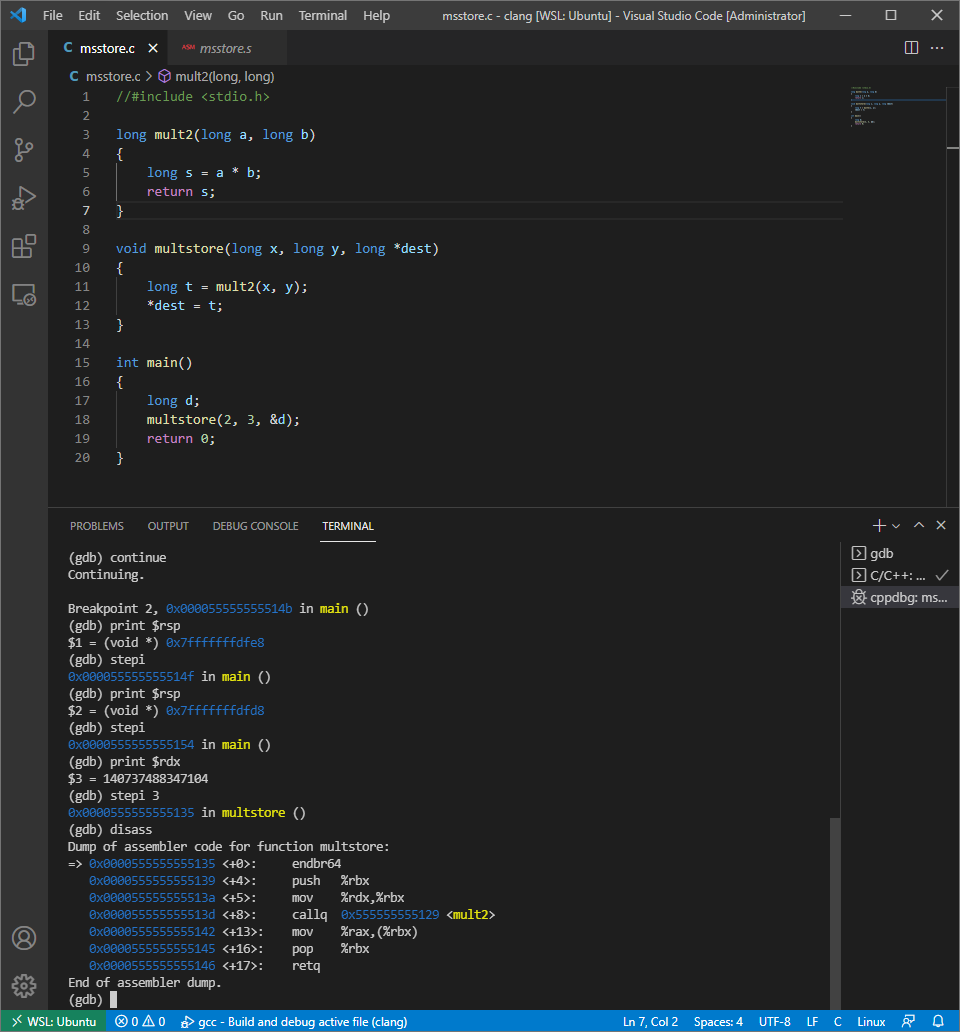 File Edit Selection View Go Run Terminal Help msstore.c - clang [WSL: Ubuntu] - Visual Studio Code [Administrator]
C msstore.c ASM msstore.s
C msstore.c > mult2(long, long)
1 //#include <stdio.h>
2
3 long mult2(long a, long b)
4 {
5     long s = a * b;
6     return s;
7 }
8
9 void multstore(long x, long y, long *dest)
10 {
11     long t = mult2(x, y);
12     *dest = t;
13 }
14
15 int main()
16 {
17     long d;
18     multstore(2, 3, &d);
19     return 0;
20 }
PROBLEMS OUTPUT DEBUG CONSOLE TERMINAL
(gdb) continue
Continuing.

Breakpoint 2, 0x000055555555514b in main ()
(gdb) print $rsp
$1 = (void *) 0x7fffffffdfe8
(gdb) stepi
0x000055555555514f in main ()
(gdb) print $rsp
$2 = (void *) 0x7fffffffdfd8
(gdb) stepi
0x0000555555555154 in main ()
(gdb) print $rdx
$3 = 140737488347104
(gdb) stepi 3
0x0000555555555135 in multstore ()
(gdb) disass
Dump of assembler code for function multstore:
=> 0x0000555555555135 <+0>:     endbr64
   0x0000555555555139 <+4>:     push   %rbx
   0x000055555555513a <+5>:     mov    %rdx,%rbx
   0x000055555555513d <+8>:     callq  0x555555555129 <mult2>
   0x0000555555555142 <+13>:    mov    %rax,(%rbx)
   0x0000555555555145 <+16>:    pop    %rbx
   0x0000555555555146 <+17>:    retq
End of assembler dump.
(gdb)
gdb
C/C++: ...
cppdbg: ms...
WSL: Ubuntu 0 0 gcc - Build and debug active file (clang) Ln 7, Col 2 Spaces: 4 UTF-8 LF C Linux